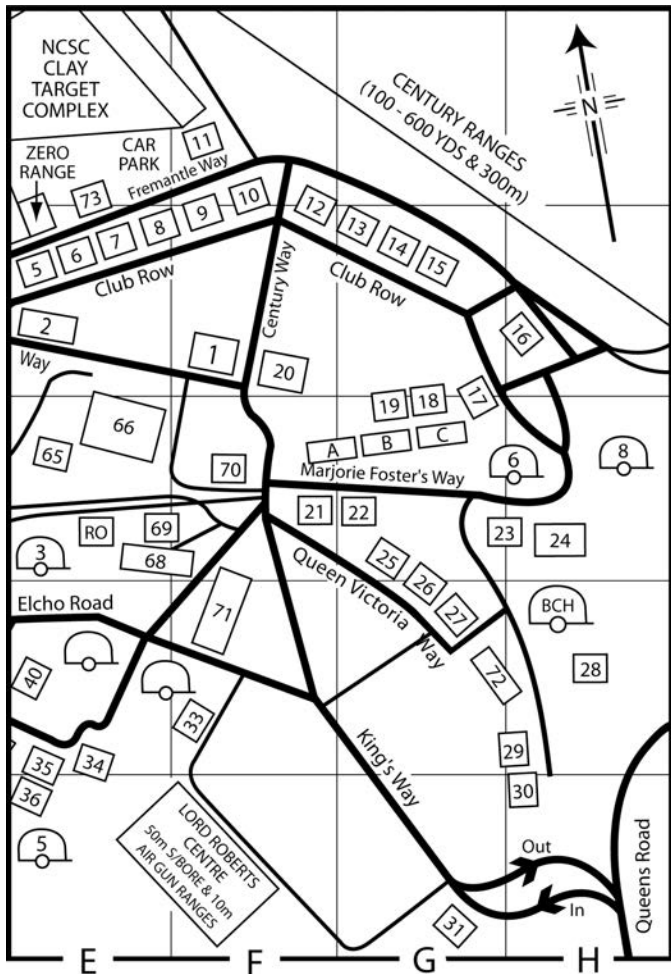 NCSC
CLAY
TARGET
COMPLEX
CENTURY RANGES
(100 - 600 YDS & 300m)
N
11
CAR
PARK
ZERO
RANGE
73
Fremantle Way
5
6
7
8
9
10
12
13
14
15
Club Row
Club Row
Century Way
16
2
1
Way
20
19
18
17
66
65
70
A
B
C
6
8
Marjorie Foster's Way
21
22
23
24
RO
69
68
3
25
26
27
Queen Victoria Way
BCH
Elcho Road
71
28
40
72
33
29
30
35
34
36
King's Way
5
LORD ROBERTS
CENTRE
50m S/BORE & 10m
AIR GUN RANGES
Out
In
31
Queens Road
E
F
G
H